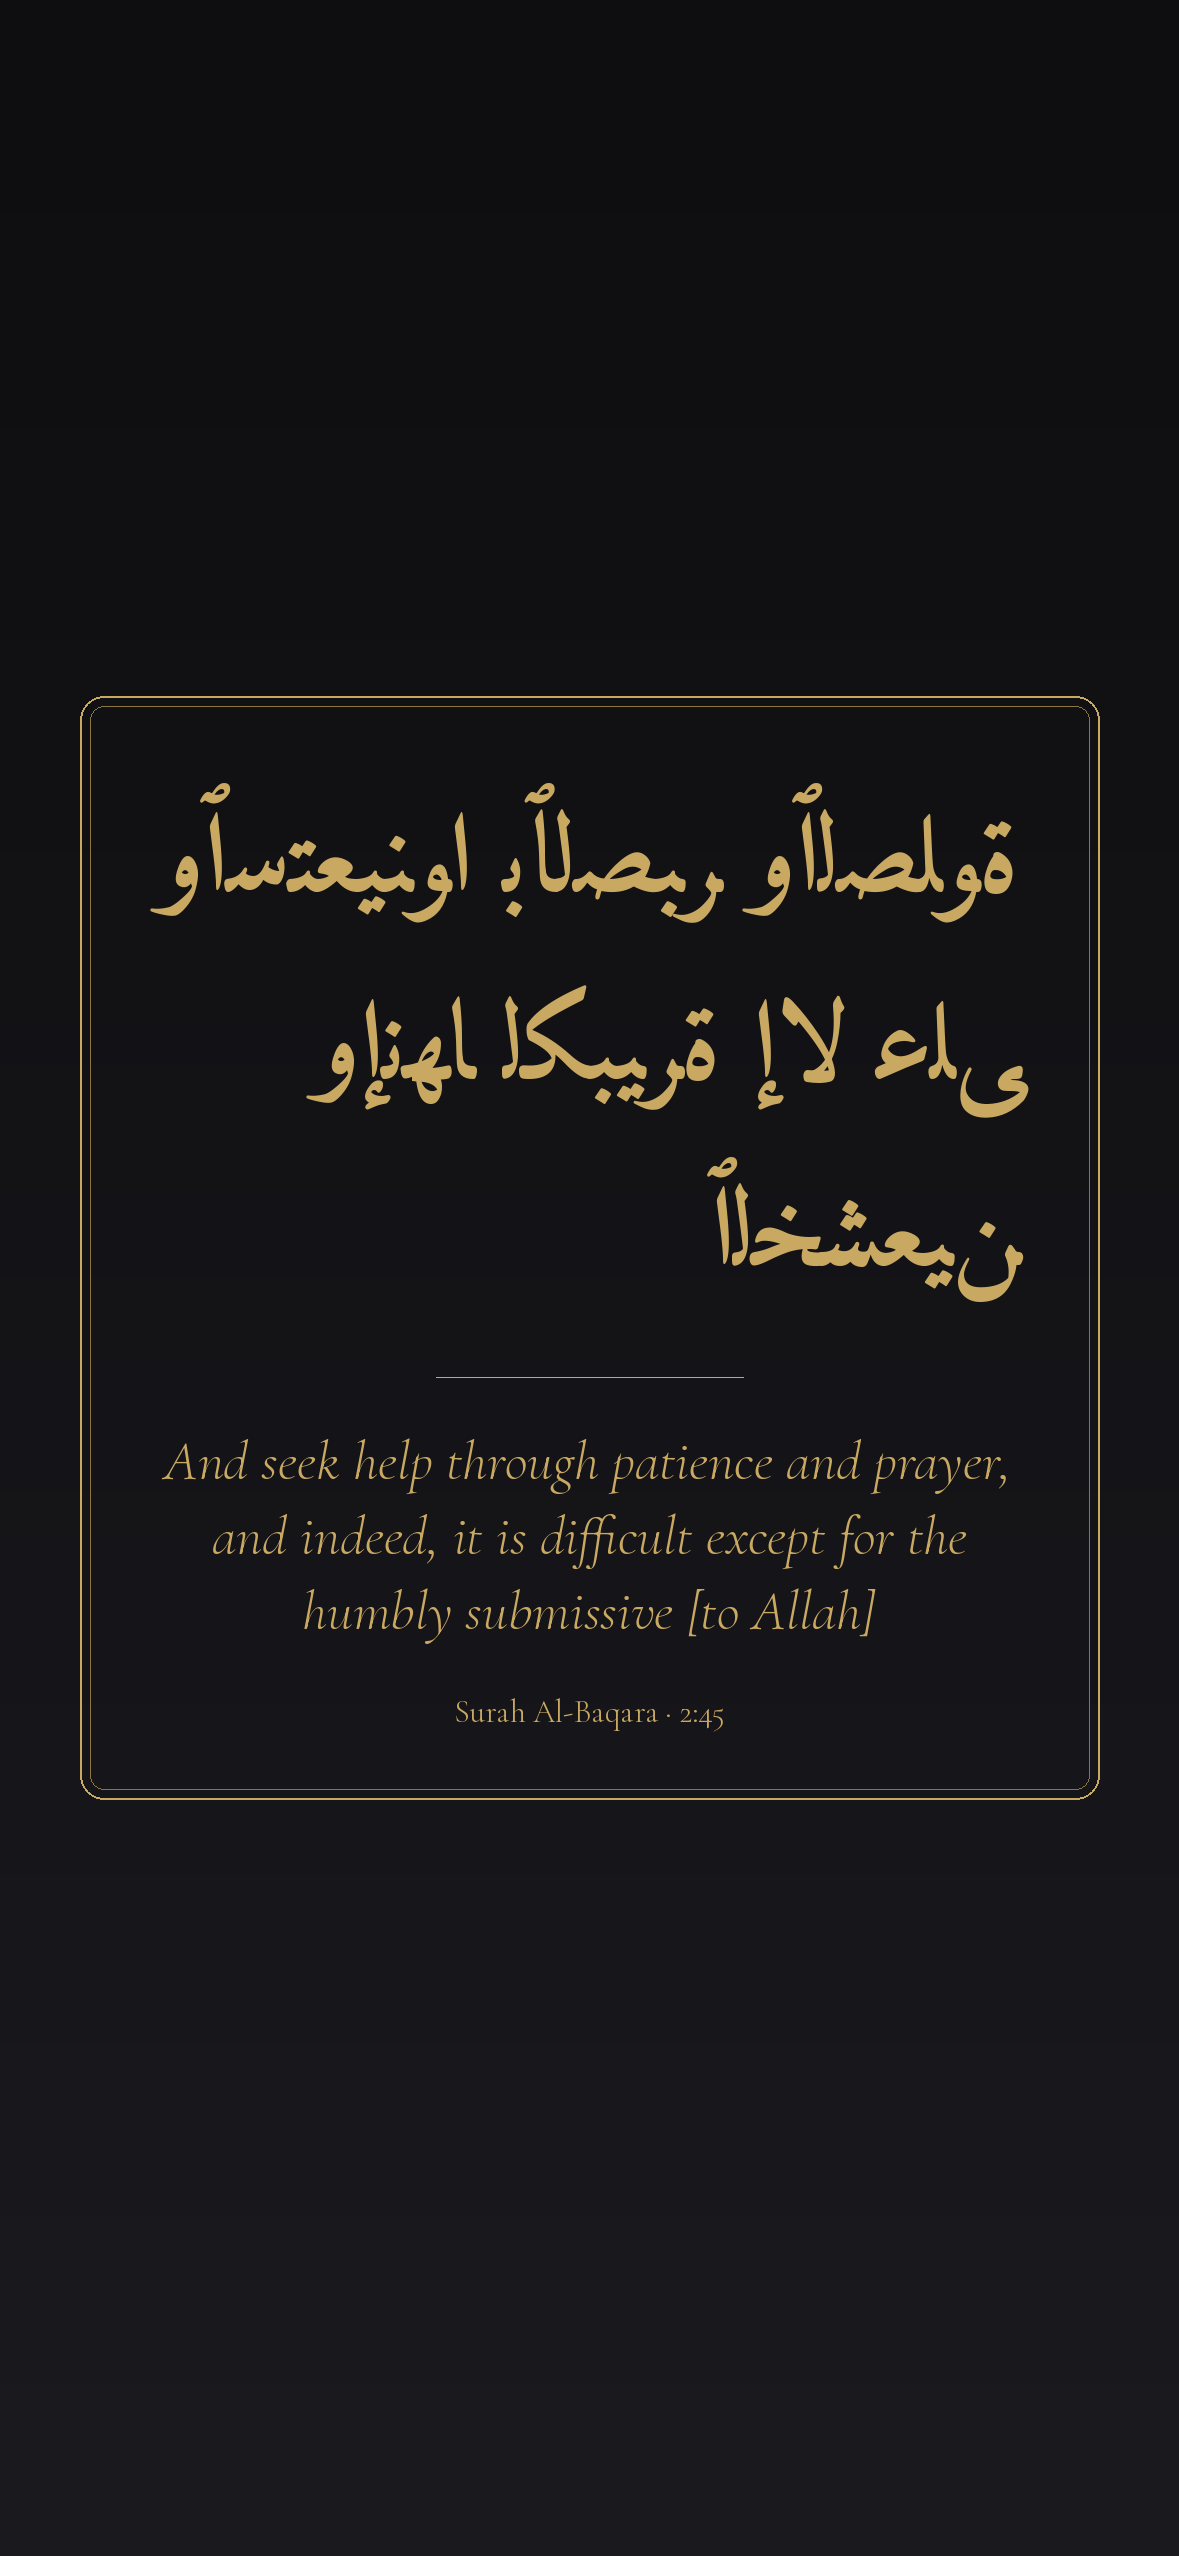 ةولصلٱو ربصلٱب اونيعتسٱو
ىلع لاإ ةريبكل اهنإو
نيعشخلٱ
And seek help through patience and prayer,
and indeed, it is difficult except for the
humbly submissive [to Allah]
Surah Al-Baqara · 2:45